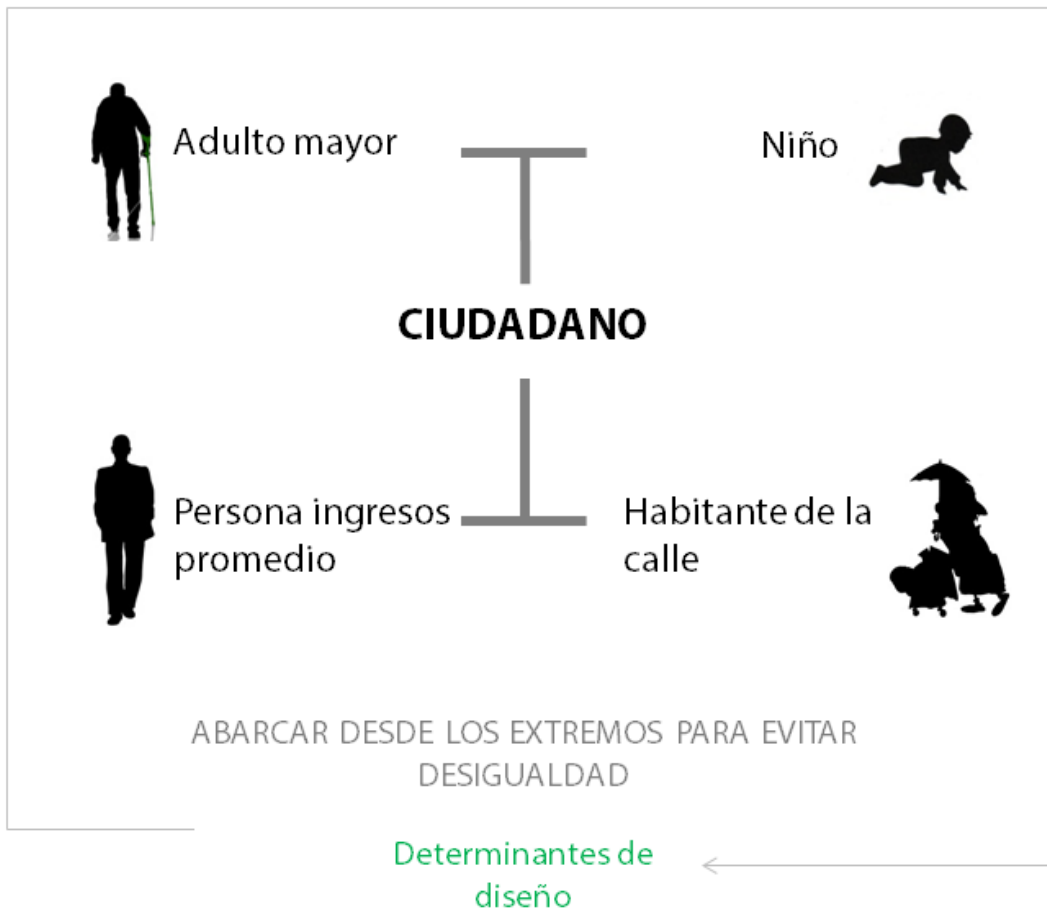 Adulto mayor
Niño
CIUDADANO
Persona ingresos
promedio
Habitante de la
calle
ABARCAR DESDE LOS EXTREMOS PARA EVITAR
DESIGUALDAD
Determinantes de
diseño